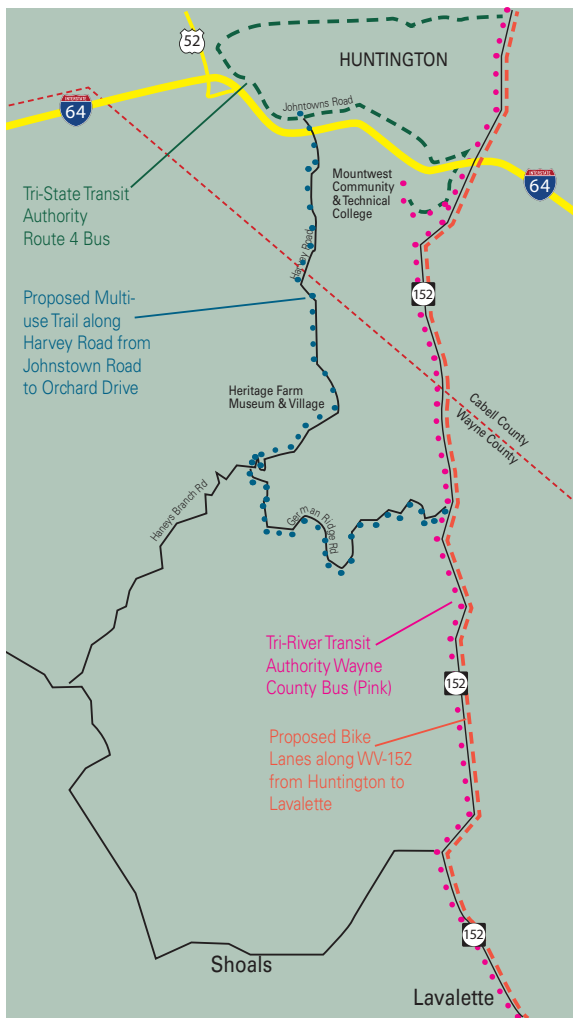 52
HUNTINGTON
INTERSTATE
64
Johntowns Road
Mountwest
Community
& Technical
College
INTERSTATE
64
Tri-State Transit
Authority
Route 4 Bus
Harvey Road
152
Proposed Multi-
use Trail along
Harvey Road from
Johnstown Road
to Orchard Drive
Heritage Farm
Museum & Village
Cabell County
Wayne County
Haneys Branch Rd
German Ridge Rd
Tri-River Transit
Authority Wayne
County Bus (Pink)
152
Proposed Bike
Lanes along WV-152
from Huntington to
Lavalette
152
Shoals
Lavalette